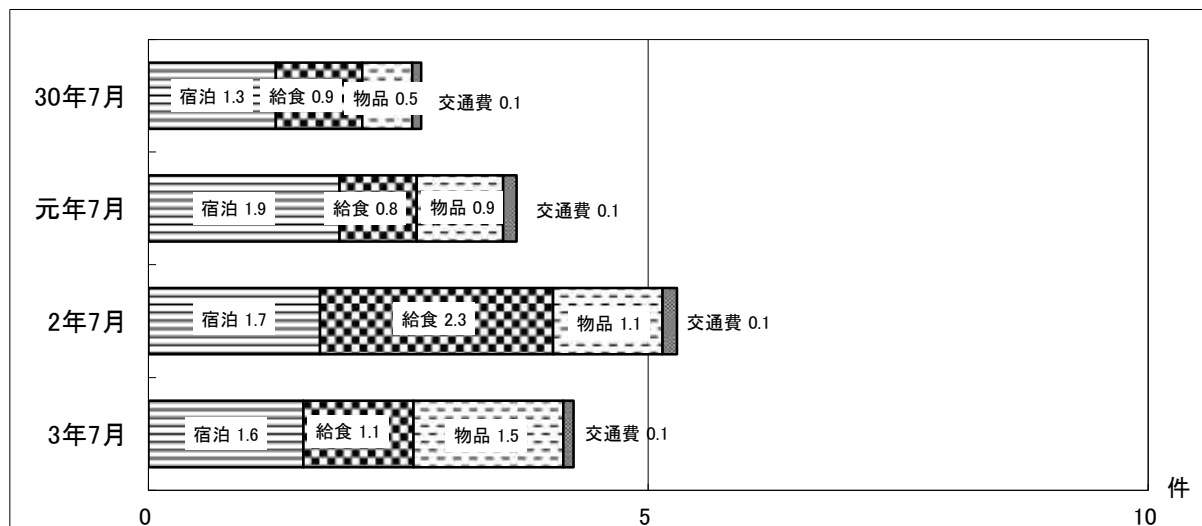 30年7月 宿泊 1.3 給食 0.9 物品 0.5 交通費 0.1
元年7月 宿泊 1.9 給食 0.8 物品 0.9 交通費 0.1
2年7月 宿泊 1.7 給食 2.3 物品 1.1 交通費 0.1
3年7月 宿泊 1.6 給食 1.1 物品 1.5 交通費 0.1
件
0 5 10